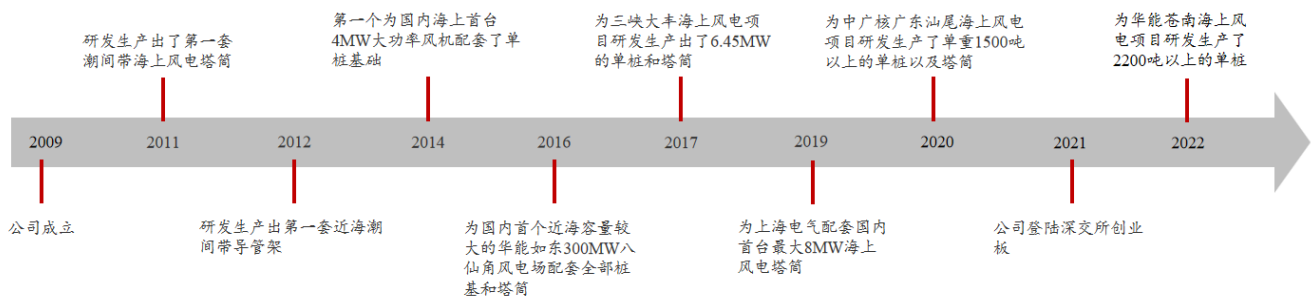 研发生产出了第一套
潮间带海上风电塔筒
第一个为国内海上首台
4MW大功率风机配套了单
桩基础
为三峡大丰海上风电项
目研发生产出了6.45MW
的单桩和塔筒
为中广核广东汕尾海上风电
项目研发生产了单重1500吨
以上的单桩以及塔筒
为华能苍南海上风
电项目研发生产了
2200吨以上的单桩
2009
2011
2012
2014
2016
2017
2019
2020
2021
2022
公司成立
研发生产出第一套近海潮
间带导管架
为国内首个近海容量较
大的华能如东300MW八
仙角风电场配套全部桩
基和塔筒
为上海电气配套国内
首台最大8MW海上
风电塔筒
公司登陆深交所创业
板